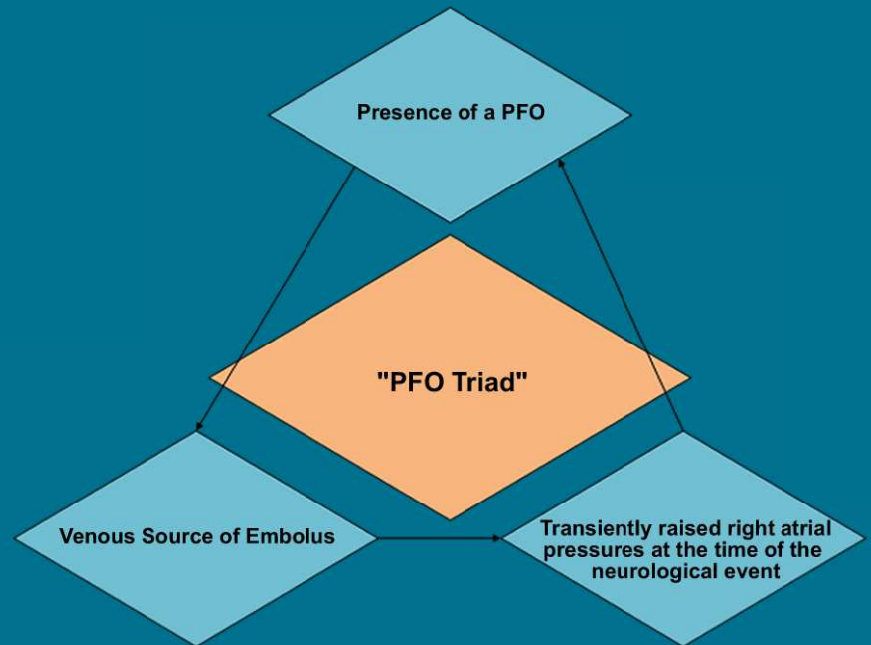 Presence of a PFO
"PFO Triad"
Venous Source of Embolus
Transiently raised right atrial
pressures at the time of the
neurological event